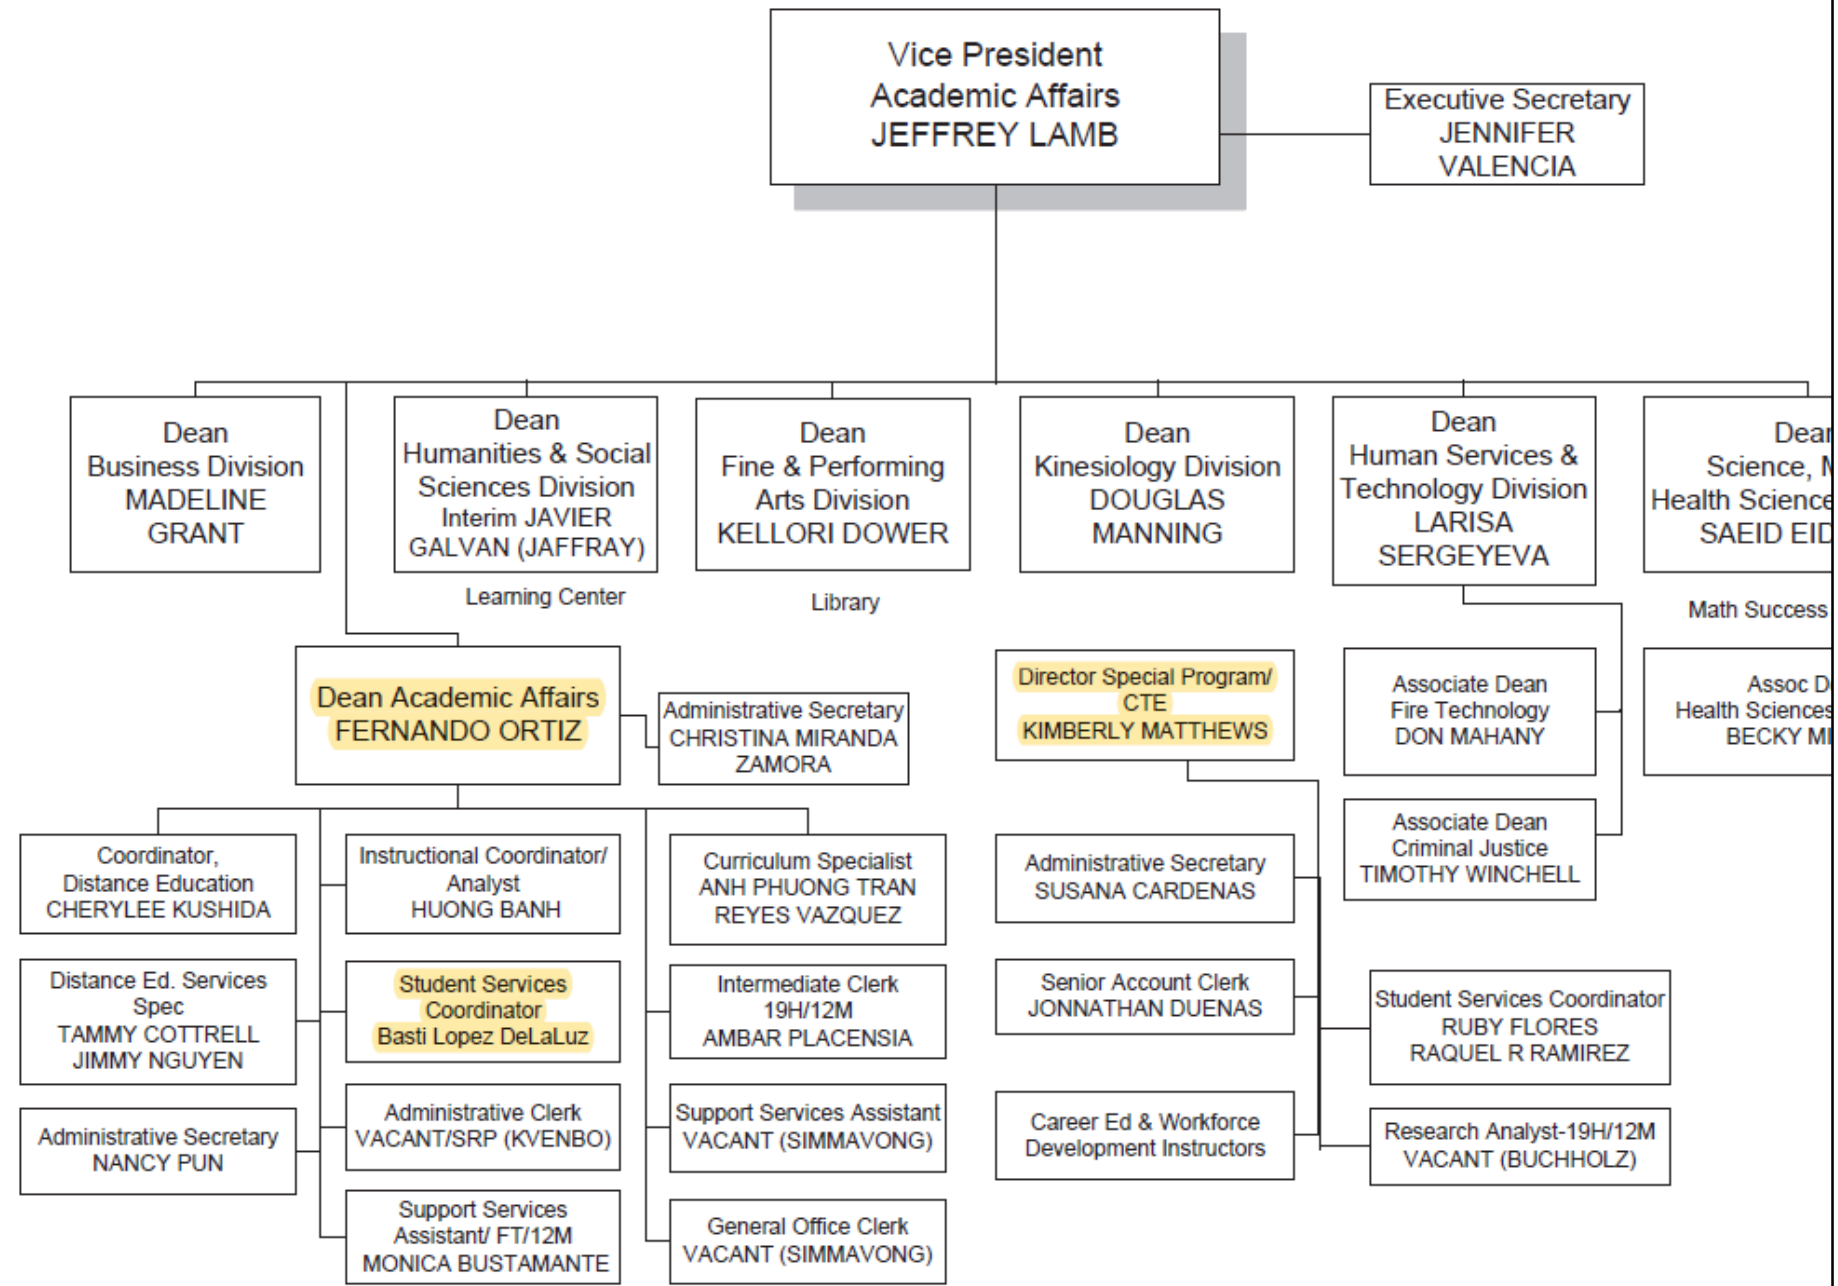 Vice President
Academic Affairs
JEFFREY LAMB
Executive Secretary
JENNIFER
VALENCIA
Dean
Business Division
MADELINE
GRANT
Dean
Humanities & Social
Sciences Division
Interim JAVIER
GALVAN (JAFFRAY)
Learning Center
Dean
Fine & Performing
Arts Division
KELLORI DOWER
Library
Dean
Kinesiology Division
DOUGLAS
MANNING
Dean
Human Services &
Technology Division
LARISA
SERGEYEVA
Science,
Health Science
SAEID
Math Success
Dean Academic Affairs
FERNANDO ORTIZ
Administrative Secretary
CHRISTINA MIRANDA
ZAMORA
Director Special Program/
CTE
KIMBERLY MATTHEWS
Associate Dean
Fire Technology
DON MAHANY
Assoc
Health Sciences
BECKY
Associate Dean
Criminal Justice
TIMOTHY WINCHELL
Coordinator,
Distance Education
CHERYLEE KUSHIDA
Instructional Coordinator/
Analyst
HUONG BANH
Curriculum Specialist
ANH PHUONG TRAN
REYES VAZQUEZ
Distance Ed. Services
Spec
TAMMY COTTRELL
JIMMY NGUYEN
Student Services
Coordinator
Basti Lopez DeLaLuz
Intermediate Clerk
19H/12M
AMBAR PLACENSIA
Administrative Secretary
NANCY PUN
Administrative Clerk
VACANT/SRP (KVENBO)
Support Services Assistant
VACANT (SIMMAVONG)
Support Services
Assistant/ FT/12M
MONICA BUSTAMANTE
General Office Clerk
VACANT (SIMMAVONG)
Administrative Secretary
SUSANA CARDENAS
Senior Account Clerk
JONNATHAN DUENAS
Student Services Coordinator
RUBY FLORES
RAQUEL R RAMIREZ
Career Ed & Workforce
Development Instructors
Research Analyst-19H/12M
VACANT (BUCHHOLZ)